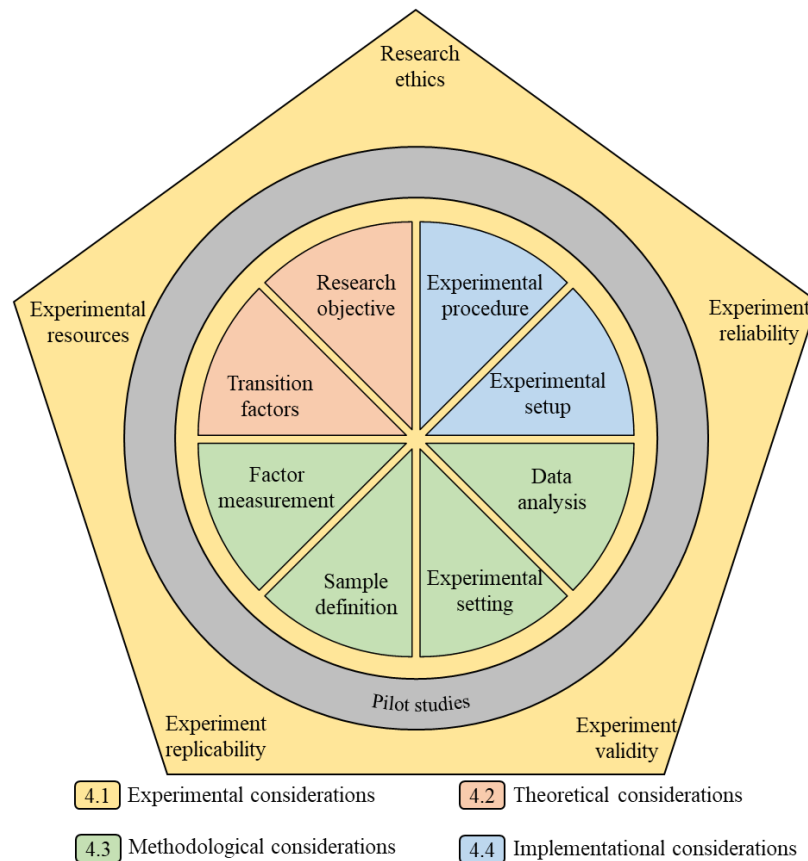 Research
ethics
Experimental
resources
Experiment
reliability
Research
objective
Experimental
procedure
Transition
factors
Experimental
setup
Factor
measurement
Data
analysis
Sample
definition
Experimental
setting
Pilot studies
Experiment
replicability
Experiment
validity
4.1 Experimental considerations
4.2 Theoretical considerations
4.3 Methodological considerations
4.4 Implementational considerations